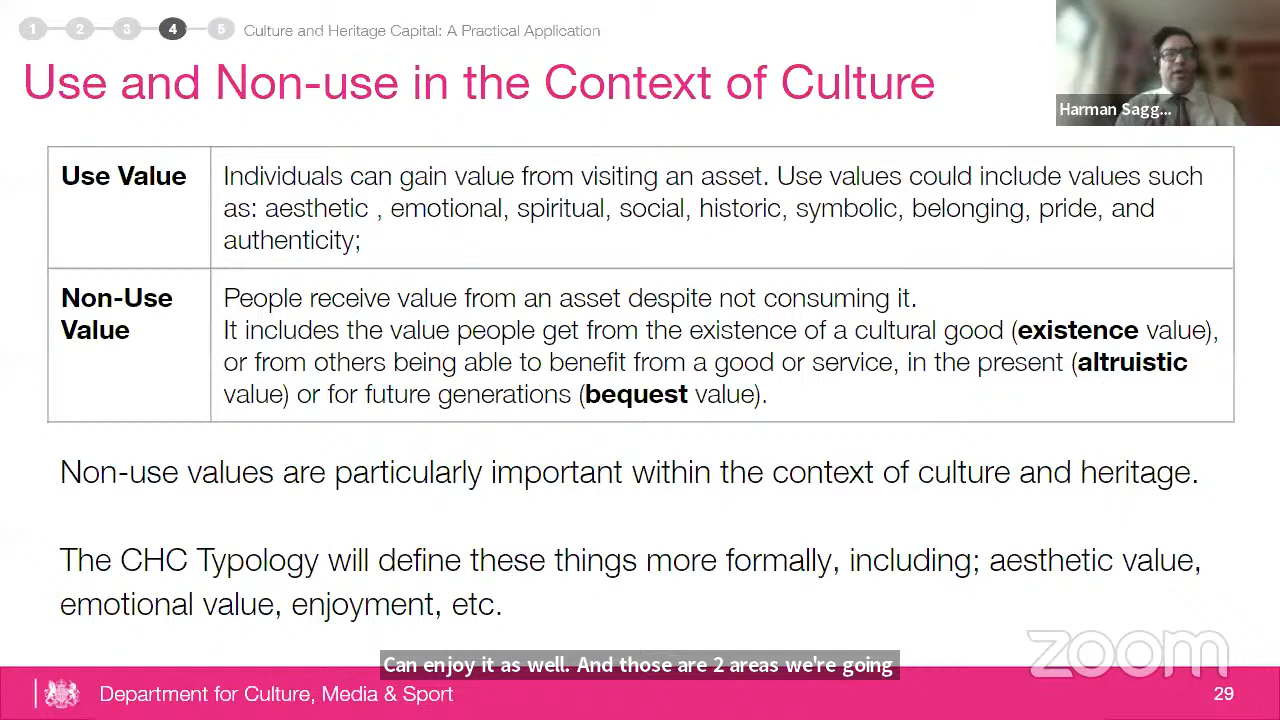 1 2 3 4 5 Culture and Heritage Capital: A Practical Application
Use and Non-use in the Context of Culture
Harman Sagg...
Use Value
Individuals can gain value from visiting an asset. Use values could include values such
as: aesthetic , emotional, spiritual, social, historic, symbolic, belonging, pride, and
authenticity;
Non-Use
Value
People receive value from an asset despite not consuming it.
It includes the value people get from the existence of a cultural good (existence value),
or from others being able to benefit from a good or service, in the present (altruistic
value) or for future generations (bequest value).
Non-use values are particularly important within the context of culture and heritage.
The CHC Typology will define these things more formally, including; aesthetic value,
emotional value, enjoyment, etc.
zoom
Can enjoy it as well. And those are 2 areas we're going
Department for Culture, Media & Sport
29